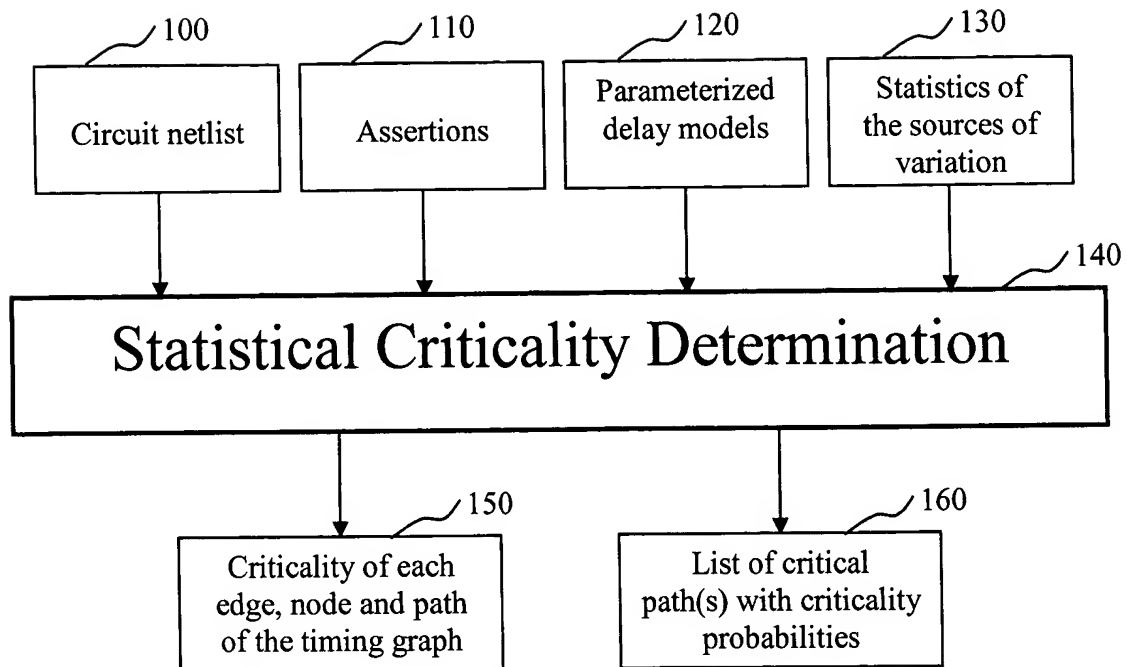 100
110
120
130
Circuit netlist
Assertions
Parameterized
delay models
Statistics of
the sources of
variation
140
Statistical Criticality Determination
150
160
Criticality of each
edge, node and path
of the timing graph
List of critical
path(s) with criticality
probabilities